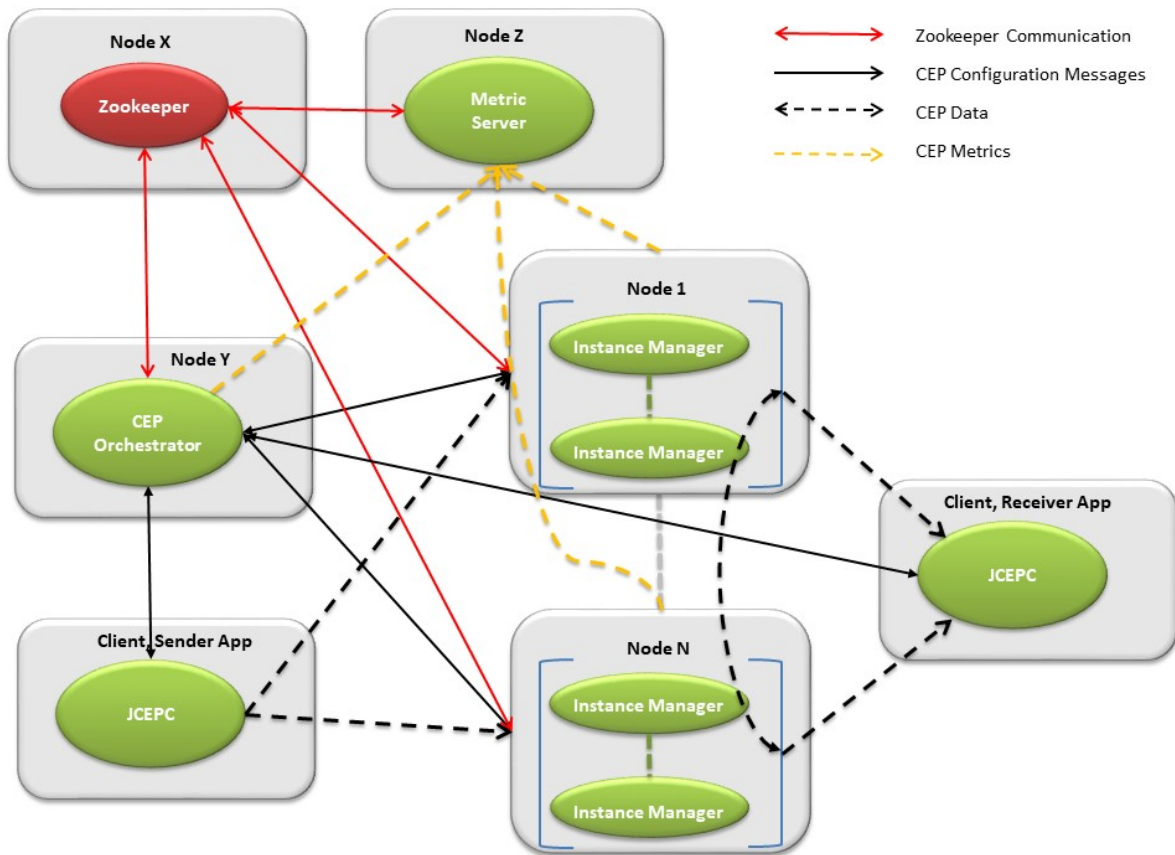 Node X
Zookeeper
Node Z
Metric
Server
Zookeeper Communication
CEP Configuration Messages
CEP Data
CEP Metrics
Node 1
Instance Manager
Instance Manager
Node Y
CEP
Orchestrator
Client, Receiver App
JCEPC
Client, Sender App
JCEPC
Node N
Instance Manager
Instance Manager